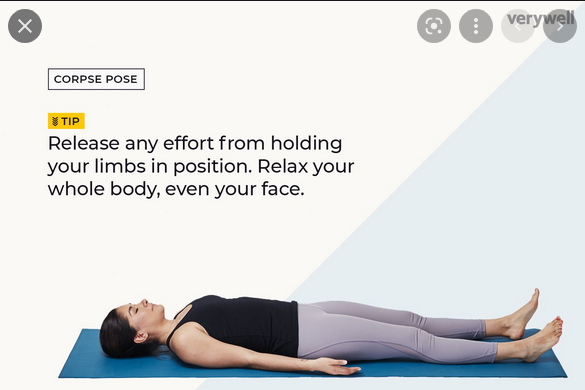 verywell
CORPSE POSE
TIP
Release any effort from holding
your limbs in position. Relax your
whole body, even your face.